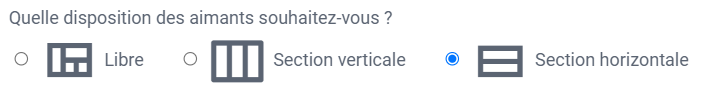 Quelle disposition des aimants souhaitez-vous ?
Libre Section verticale Section horizontale